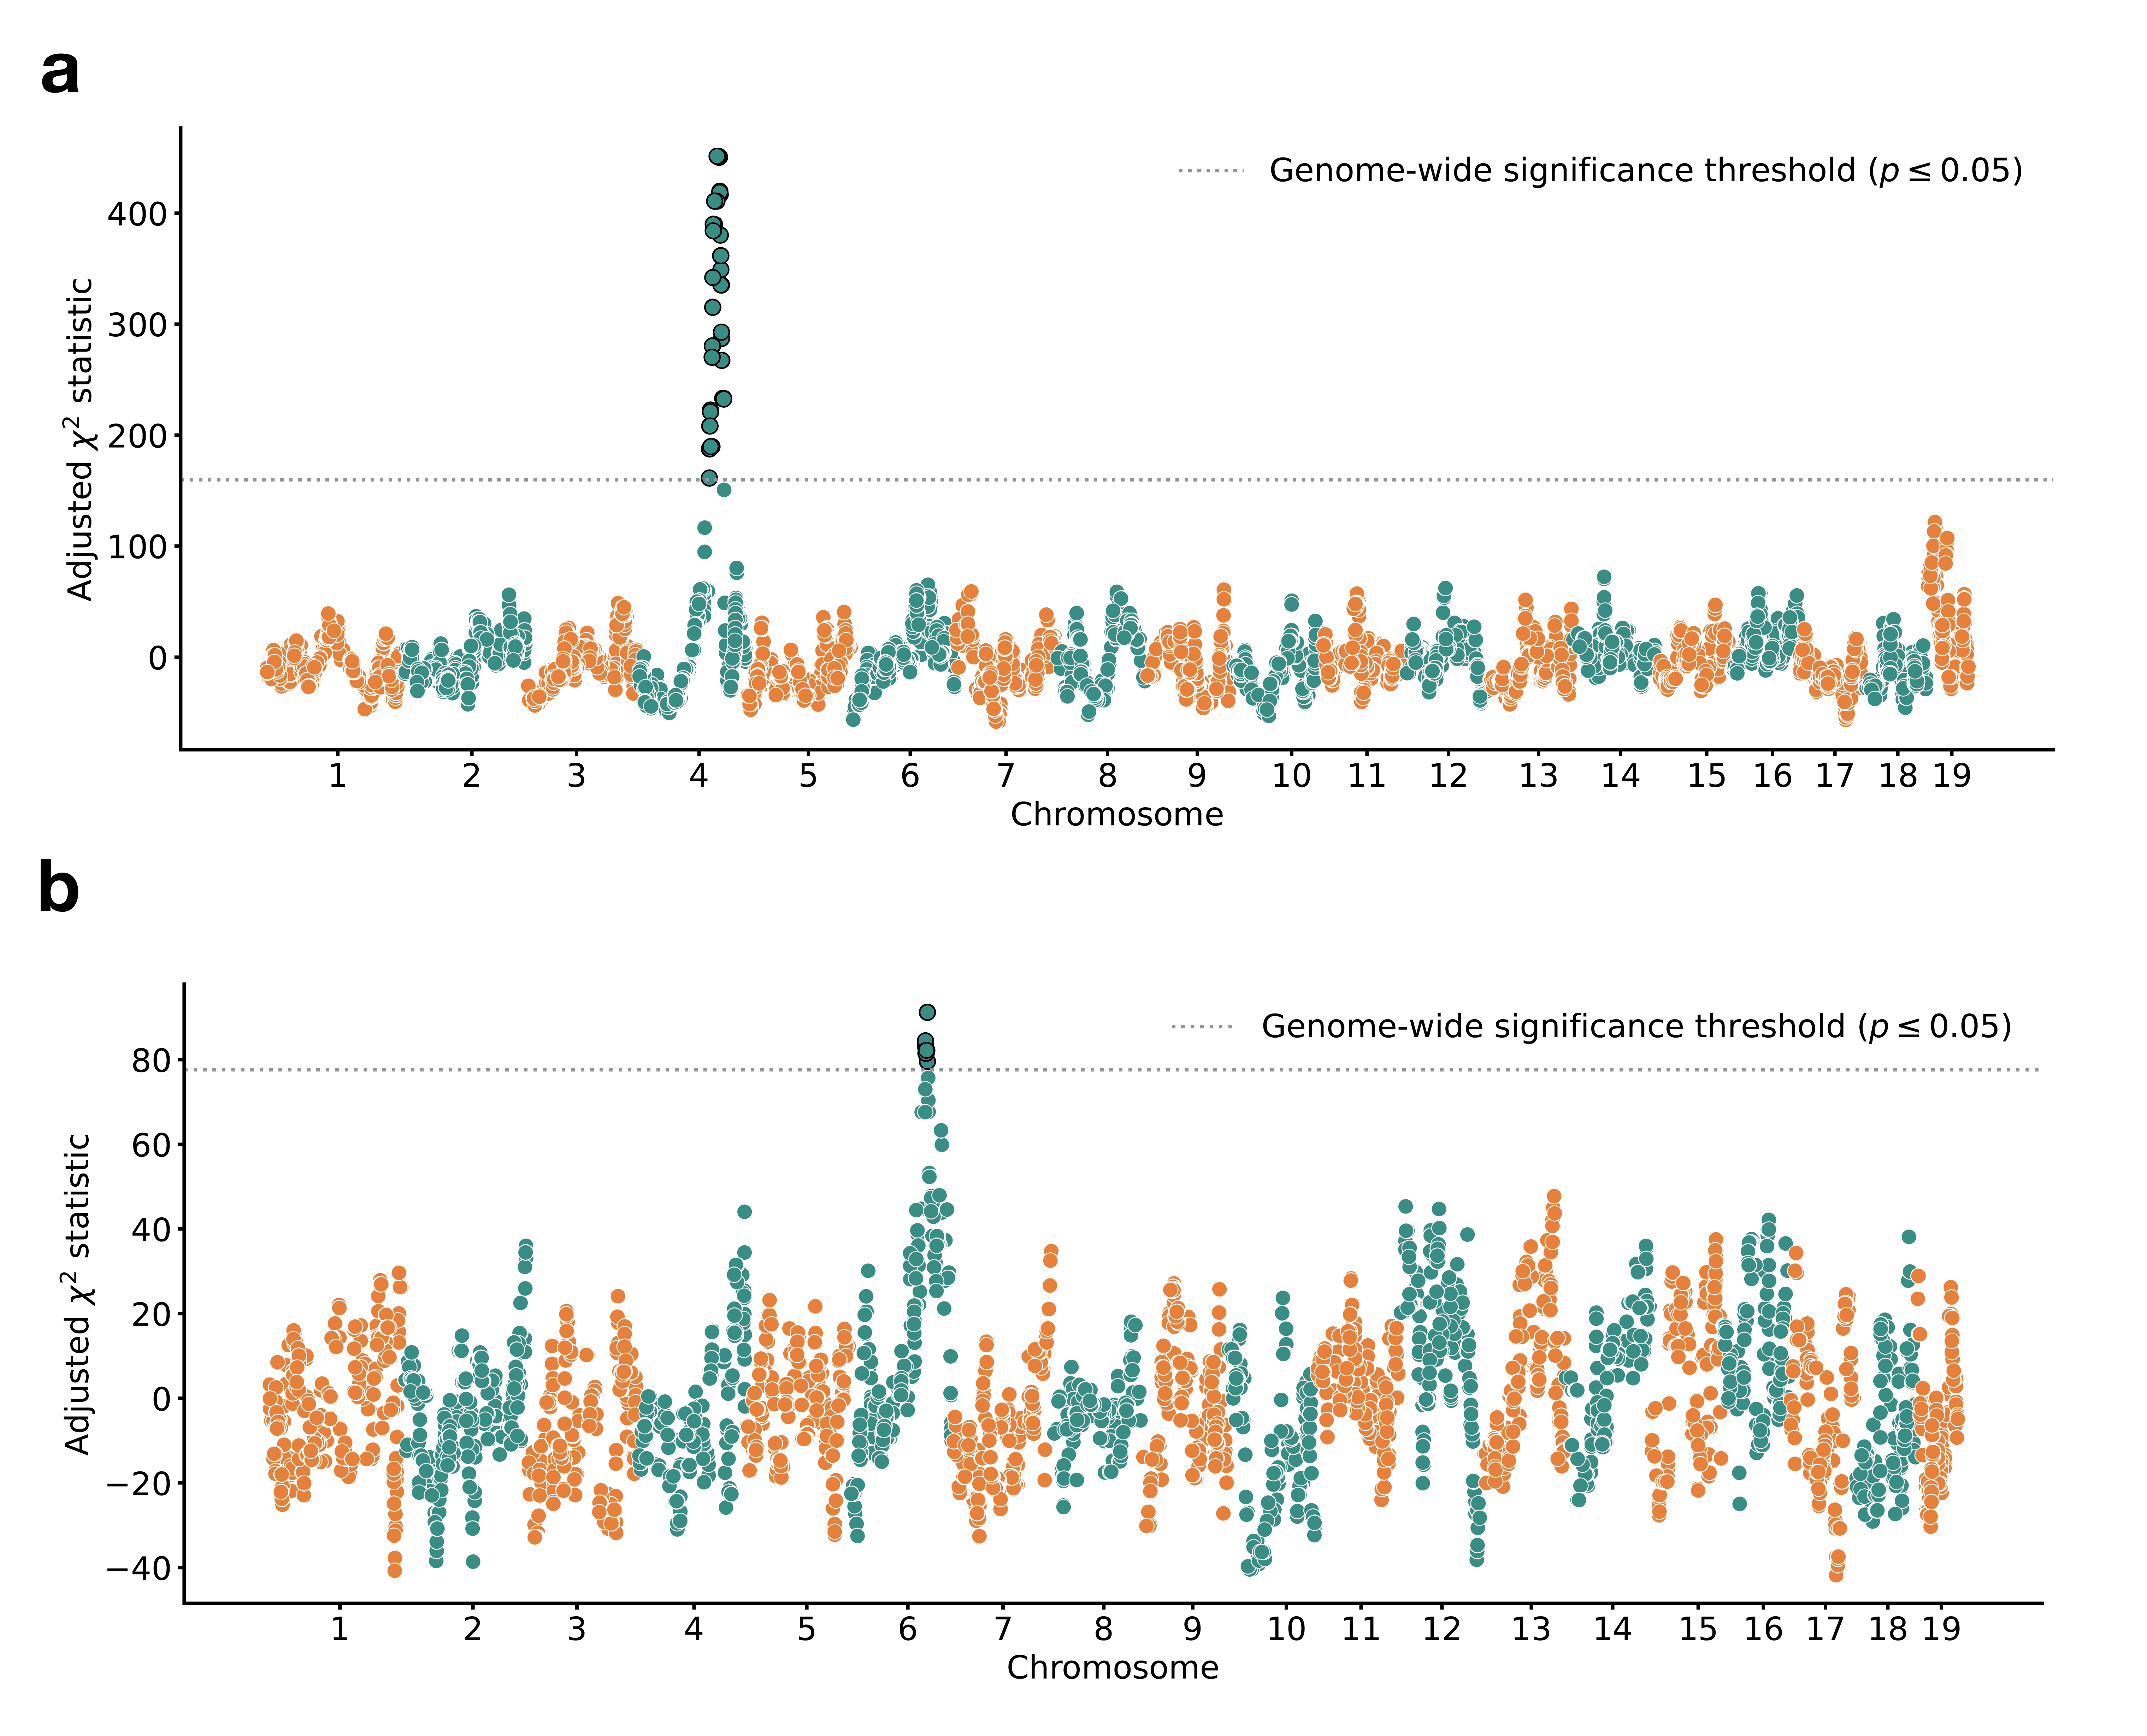 a
Genome-wide significance threshold (p ≤ 0.05)
400
300
200
100
0
Adjusted χ² statistic
1 2 3 4 5 6 7 8 9 10 11 12 13 14 15 16 17 18 19
Chromosome
b
Genome-wide significance threshold (p ≤ 0.05)
80
60
40
20
0
−20
−40
Adjusted χ² statistic
1 2 3 4 5 6 7 8 9 10 11 12 13 14 15 16 17 18 19
Chromosome